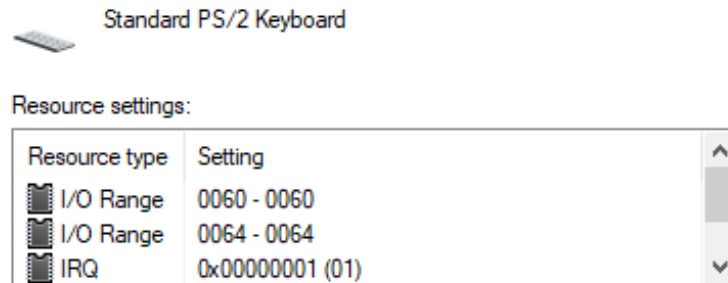 Standard PS/2 Keyboard
Resource settings:
Resource type Setting
I/O Range 0060 - 0060
I/O Range 0064 - 0064
IRQ 0x00000001 (01)